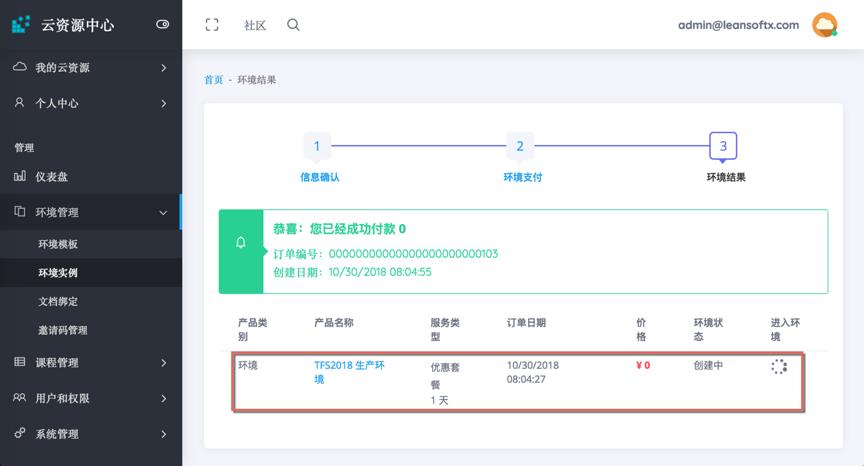 云资源中心
社区
admin@leansoftx.com
我的云资源
个人中心
管理
仪表盘
环境管理
环境模板
环境实例
文档绑定
邀请码管理
课程管理
用户和权限
系统管理
首页 - 环境结果
1
2
3
信息确认
环境支付
环境结果
恭喜：您已经成功付款 0
订单编号：00000000000000000000000103
创建日期：10/30/2018 08:04:55
产品类
别
产品名称
服务类
型
订单日期
价
格
环境状
态
进入环
境
环境
TFS2018 生产环
境
优惠套
餐
1 天
10/30/2018
08:04:27
¥ 0
创建中